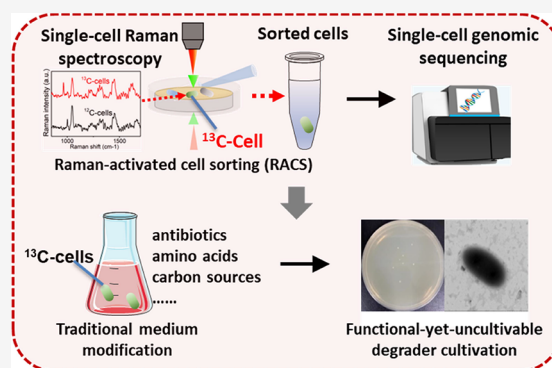 Single-cell Raman
spectroscopy
Sorted cells
Single-cell genomic
sequencing
Raman intensity (a.u.)
¹³C-cells
¹²C-cells
1000 1500
Raman shift (cm-1)
¹³C-Cell
Raman-activated cell sorting (RACS)
¹³C-cells
antibiotics
amino acids
carbon sources
......
Traditional medium
modification
Functional-yet-uncultivable
degrader cultivation